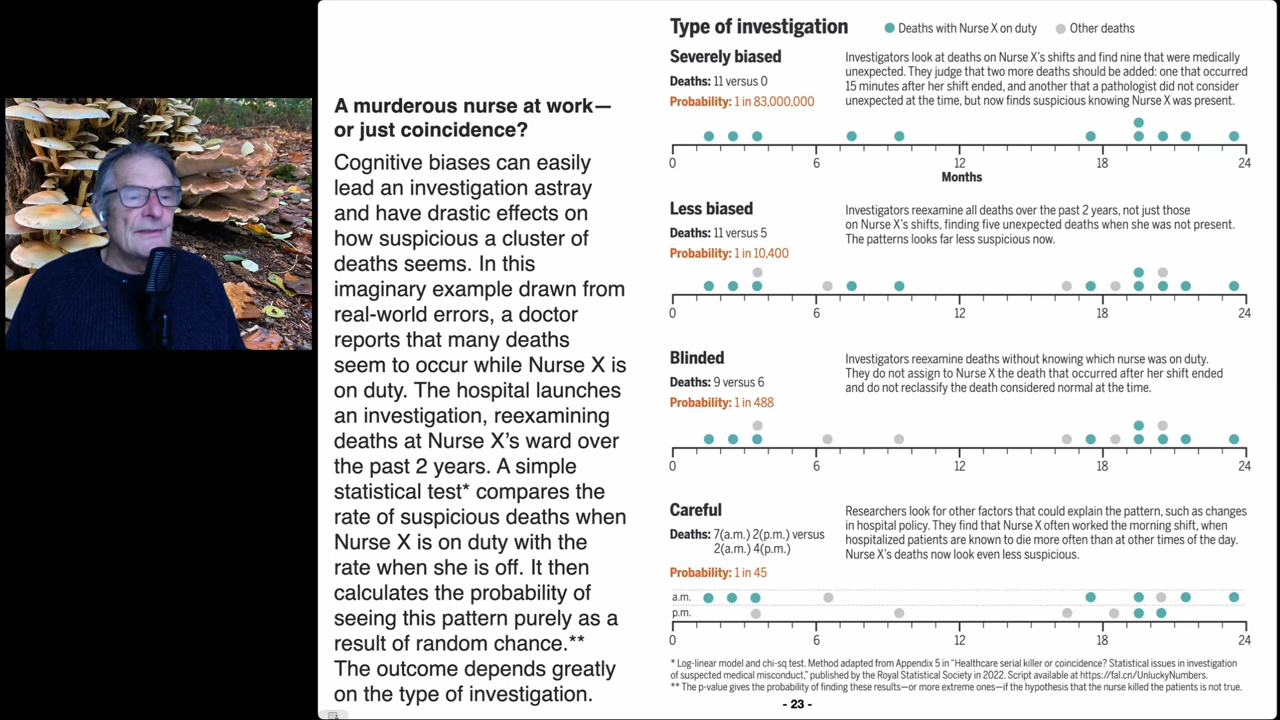 A murderous nurse at work—
or just coincidence?
Cognitive biases can easily
lead an investigation astray
and have drastic effects on
how suspicious a cluster of
deaths seems. In this
imaginary example drawn from
real-world errors, a doctor
reports that many deaths
seem to occur while Nurse X is
on duty. The hospital launches
an investigation, reexamining
deaths at Nurse X's ward over
the past 2 years. A simple
statistical test* compares the
rate of suspicious deaths when
Nurse X is on duty with the
rate when she is off. It then
calculates the probability of
seeing this pattern purely as a
result of random chance.**
The outcome depends greatly
on the type of investigation.
Type of investigation
Deaths with Nurse X on duty
Other deaths
Severely biased
Deaths: 11 versus 0
Probability: 1 in 83,000,000
Investigators look at deaths on Nurse X's shifts and find nine that were medically
unexpected. They judge that two more deaths should be added: one that occurred
15 minutes after her shift ended, and another that a pathologist did not consider
unexpected at the time, but now finds suspicious knowing Nurse X was present.
0 6 12 18 24
Months
Less biased
Deaths: 11 versus 5
Probability: 1 in 10,400
Investigators reexamine all deaths over the past 2 years, not just those
on Nurse X's shifts, finding five unexpected deaths when she was not present.
The patterns looks far less suspicious now.
0 6 12 18 24
Blinded
Deaths: 9 versus 6
Probability: 1 in 488
Investigators reexamine deaths without knowing which nurse was on duty.
They do not assign to Nurse X the death that occurred after her shift ended
and do not reclassify the death considered normal at the time.
0 6 12 18 24
Careful
Deaths: 7(a.m.) 2(p.m.) versus
2(a.m.) 4(p.m.)
Probability: 1 in 45
Researchers look for other factors that could explain the pattern, such as changes
in hospital policy. They find that Nurse X often worked the morning shift, when
hospitalized patients are known to die more often than at other times of the day.
Nurse X's deaths now look even less suspicious.
a.m.
p.m.
0 6 12 18 24
* Log-linear model and chi-sq test. Method adapted from Appendix 5 in "Healthcare serial killer or coincidence? Statistical issues in investigation
of suspected medical misconduct," published by the Royal Statistical Society in 2022. Script available at https://fal.cn/UnluckyNumbers.
** The p-value gives the probability of finding these results—or more extreme ones—if the hypothesis that the nurse killed the patients is not true.
- 23 -